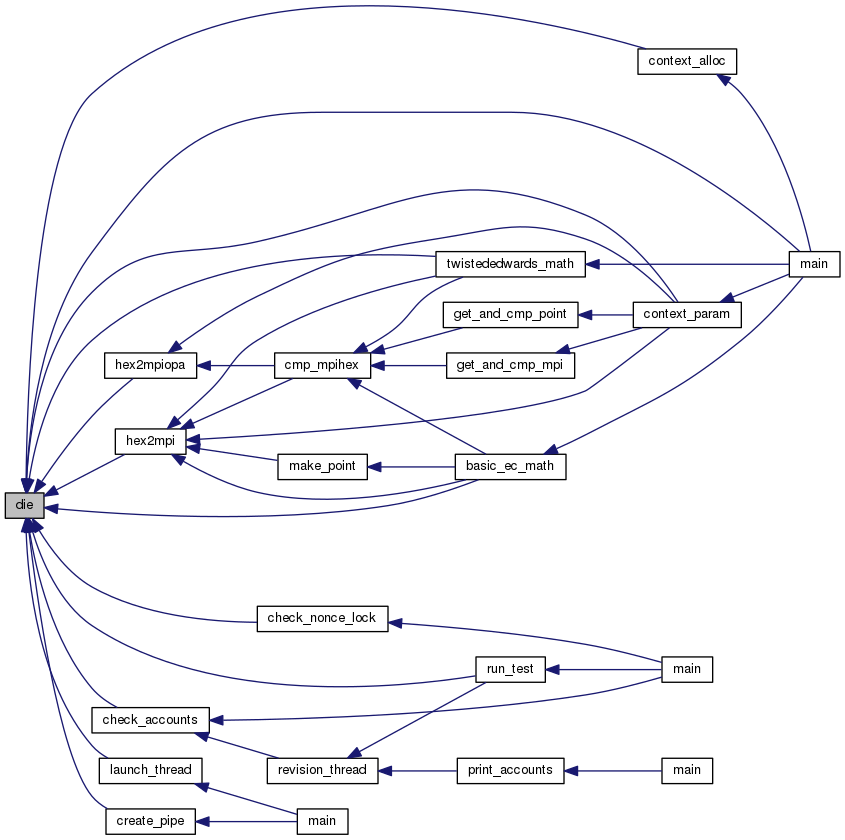 context_alloc
main
twistededwards_math
get_and_cmp_point
context_param
hex2mpiopa
cmp_mpihex
get_and_cmp_mpi
hex2mpi
make_point
basic_ec_math
die
check_nonce_lock
run_test
main
check_accounts
launch_thread
revision_thread
print_accounts
main
create_pipe
main